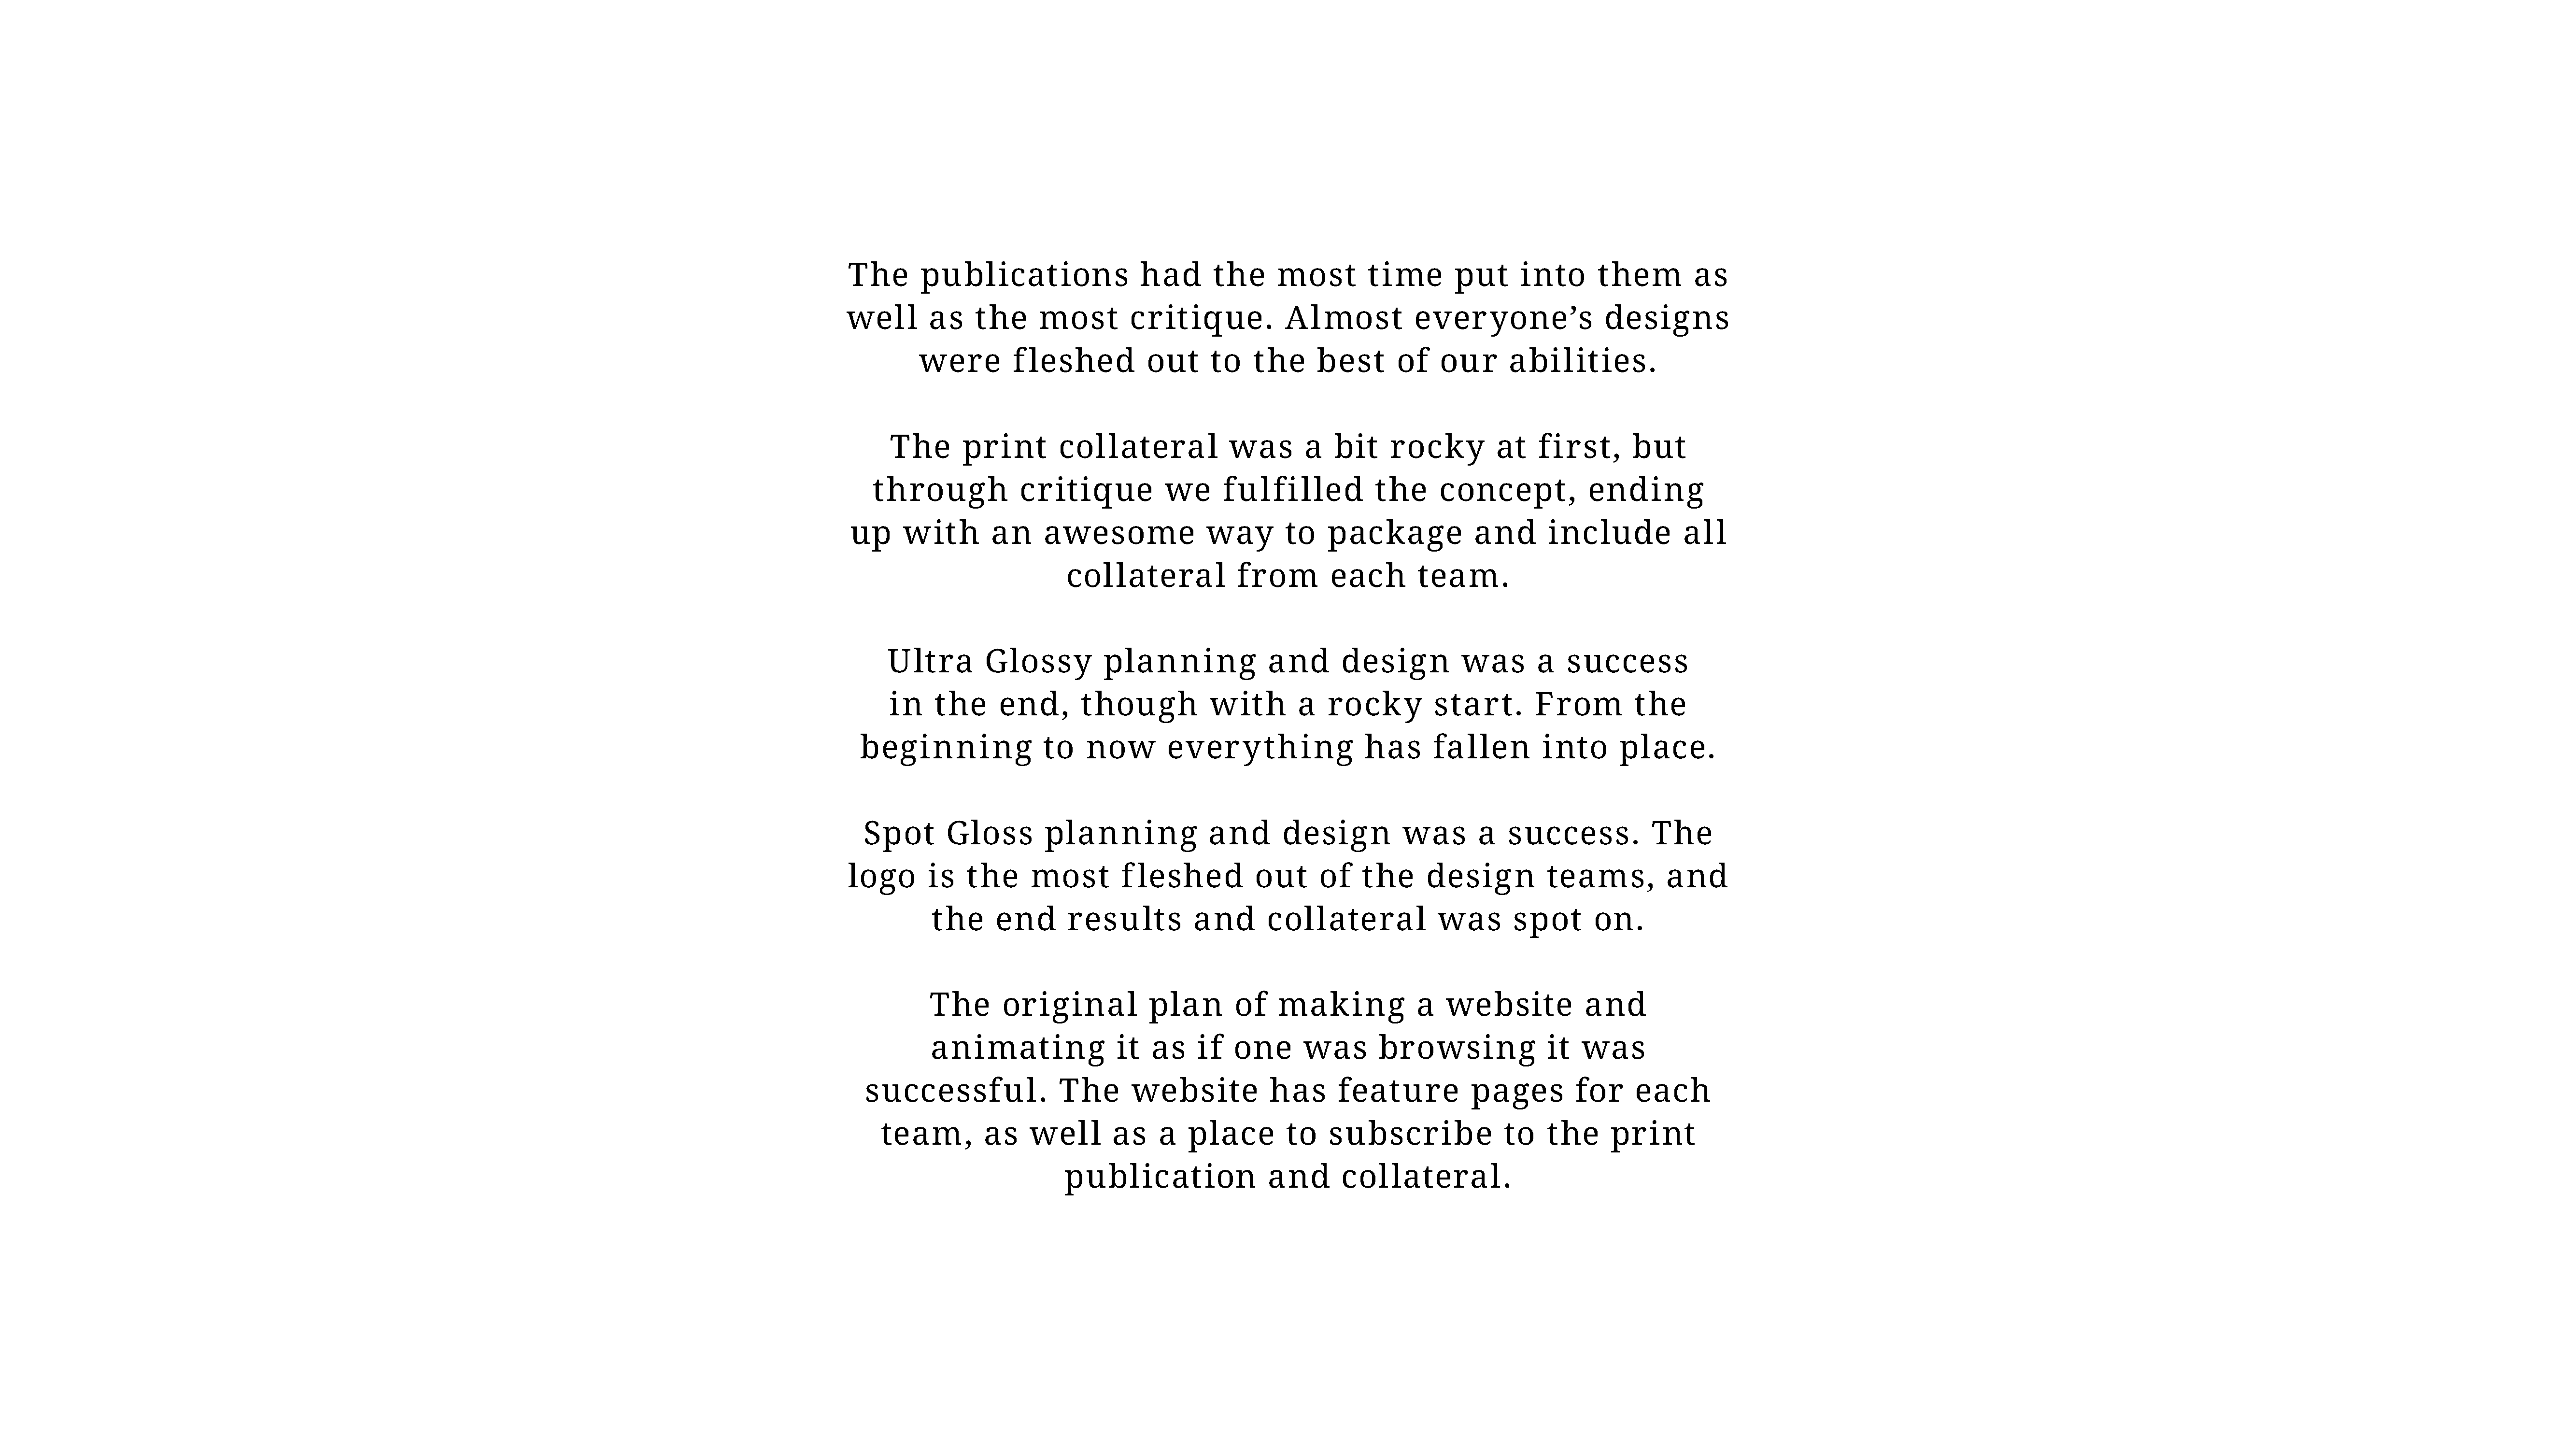 The publications had the most time put into them as
well as the most critique. Almost everyone’s designs
were fleshed out to the best of our abilities.
The print collateral was a bit rocky at first, but
through critique we fulfilled the concept, ending
up with an awesome way to package and include all
collateral from each team.
Ultra Glossy planning and design was a success
in the end, though with a rocky start. From the
beginning to now everything has fallen into place.
Spot Gloss planning and design was a success. The
logo is the most fleshed out of the design teams, and
the end results and collateral was spot on.
The original plan of making a website and
animating it as if one was browsing it was
successful. The website has feature pages for each
team, as well as a place to subscribe to the print
publication and collateral.